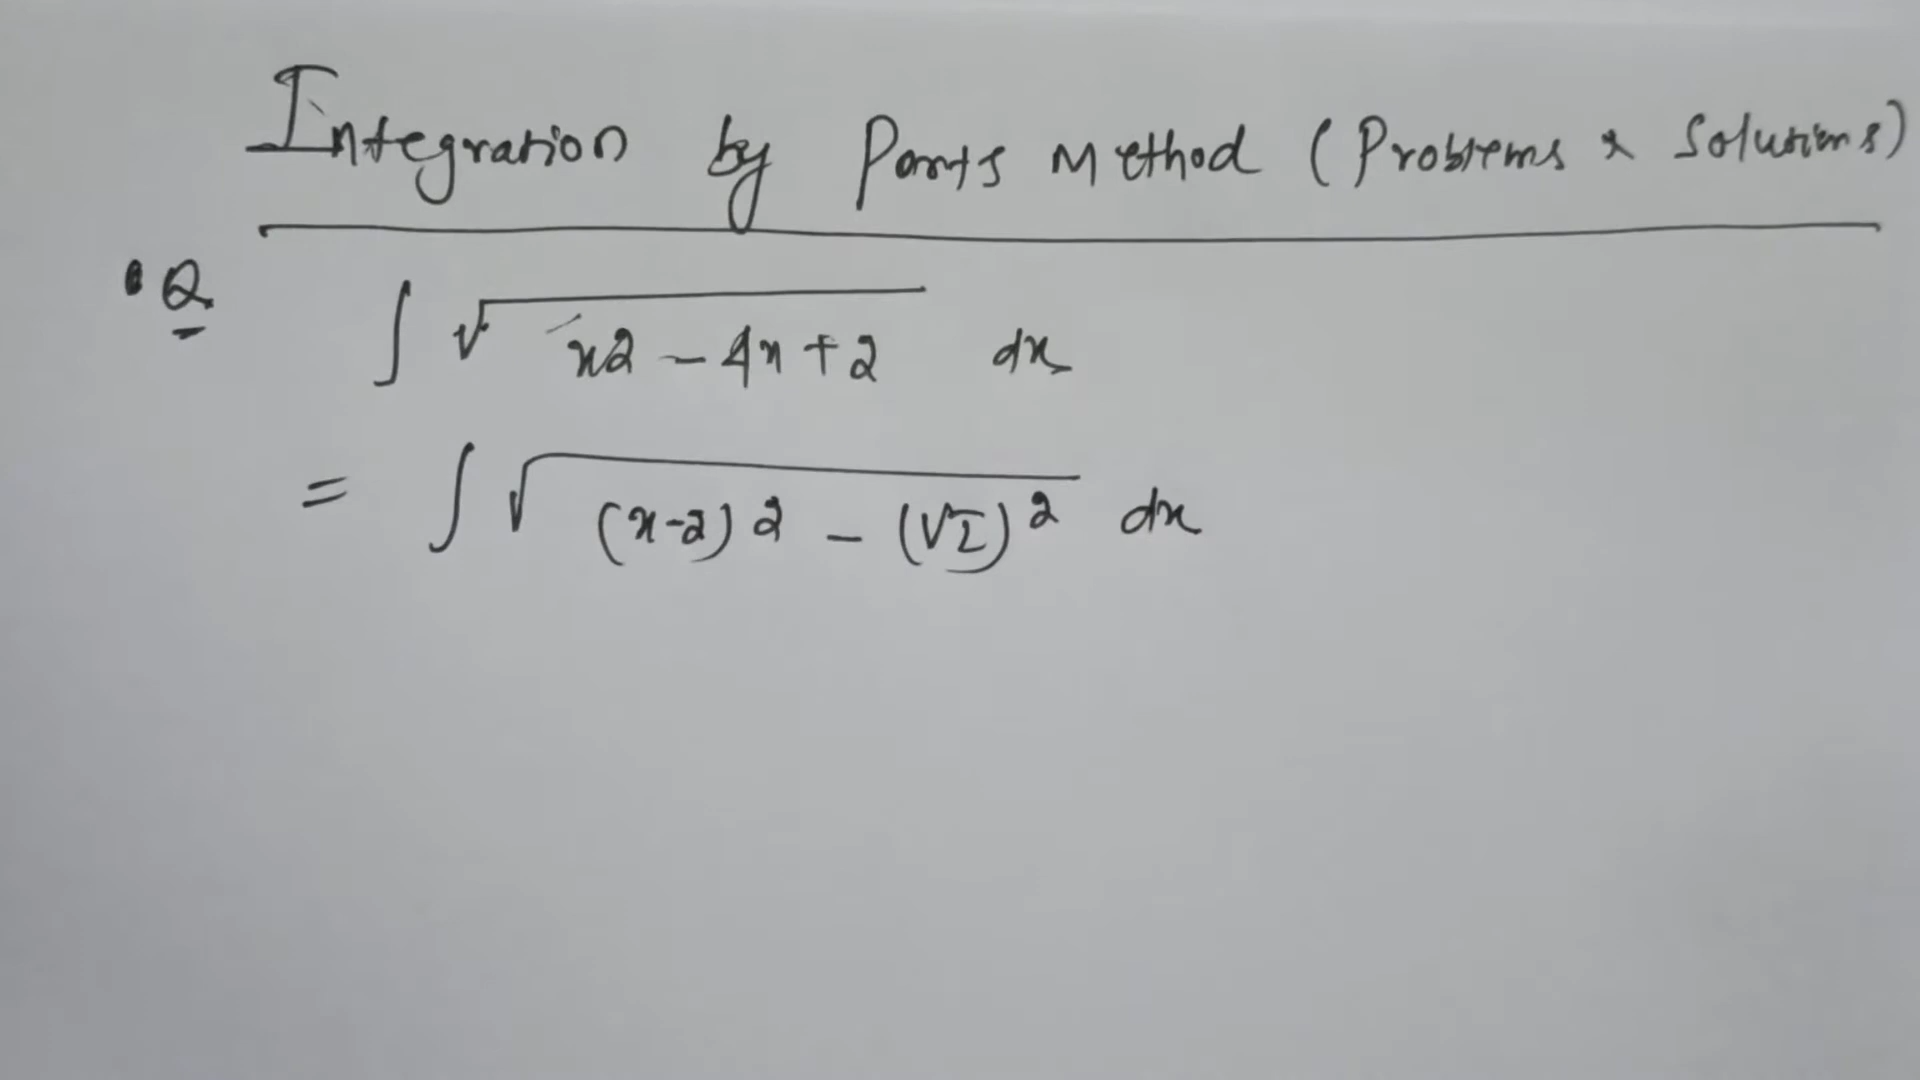 Integration by Parts Method (Problems & Solutions)
Q
∫ √(x2 - 4x + 2) dx
= ∫ √((x-2)2 - (√2)2) dx